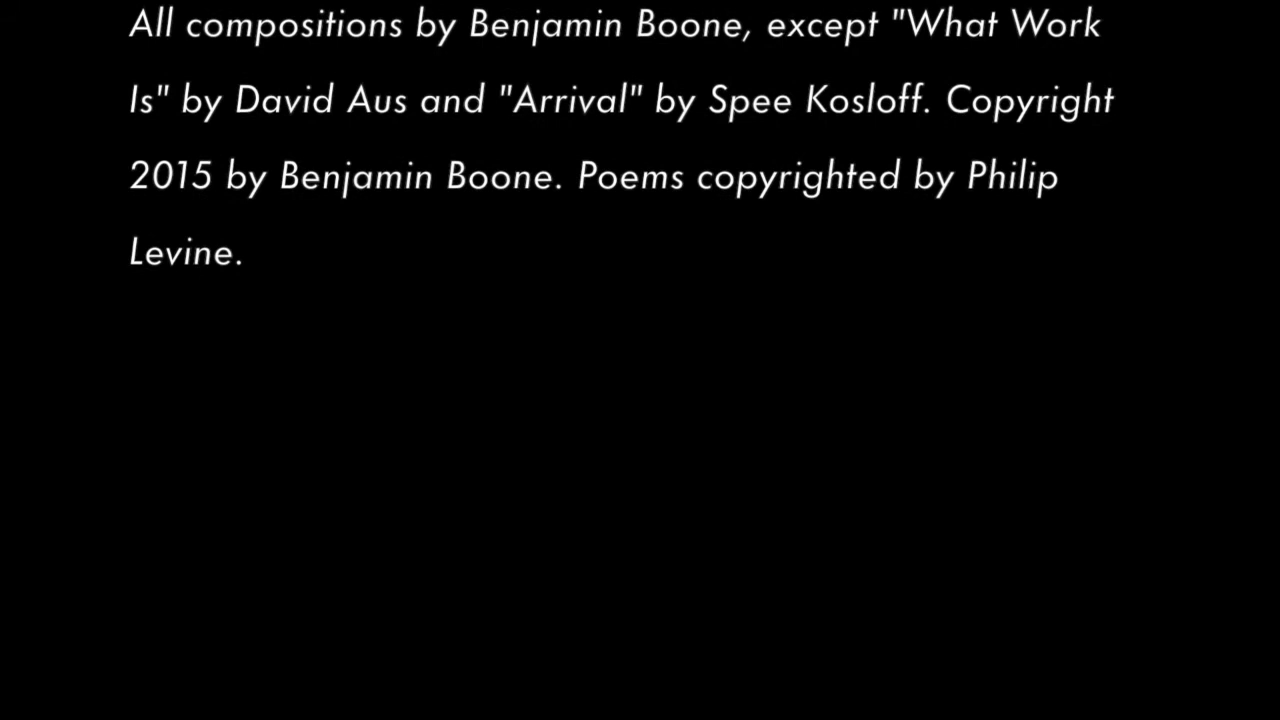 All compositions by Benjamin Boone, except "What Work
Is" by David Aus and "Arrival" by Spee Kosloff. Copyright
2015 by Benjamin Boone. Poems copyrighted by Philip
Levine.